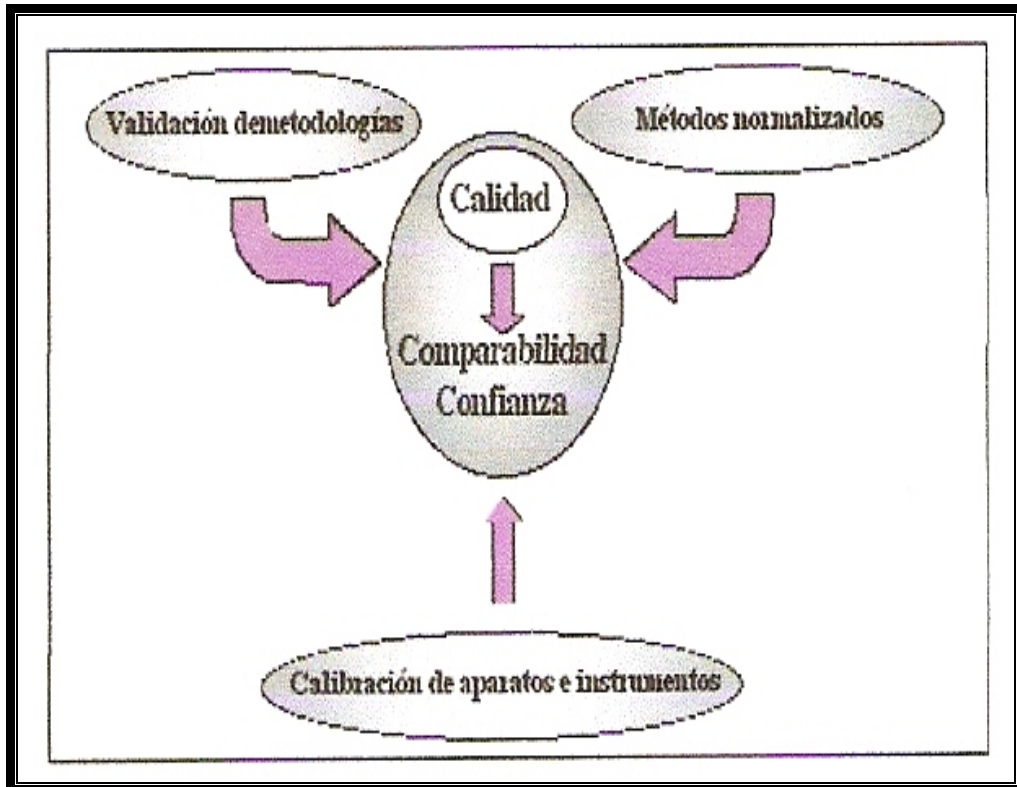 Validación demetodologías
Métodos normalizados
Calidad
Comparabilidad
Confianza
Calibración de aparatos e instrumentos